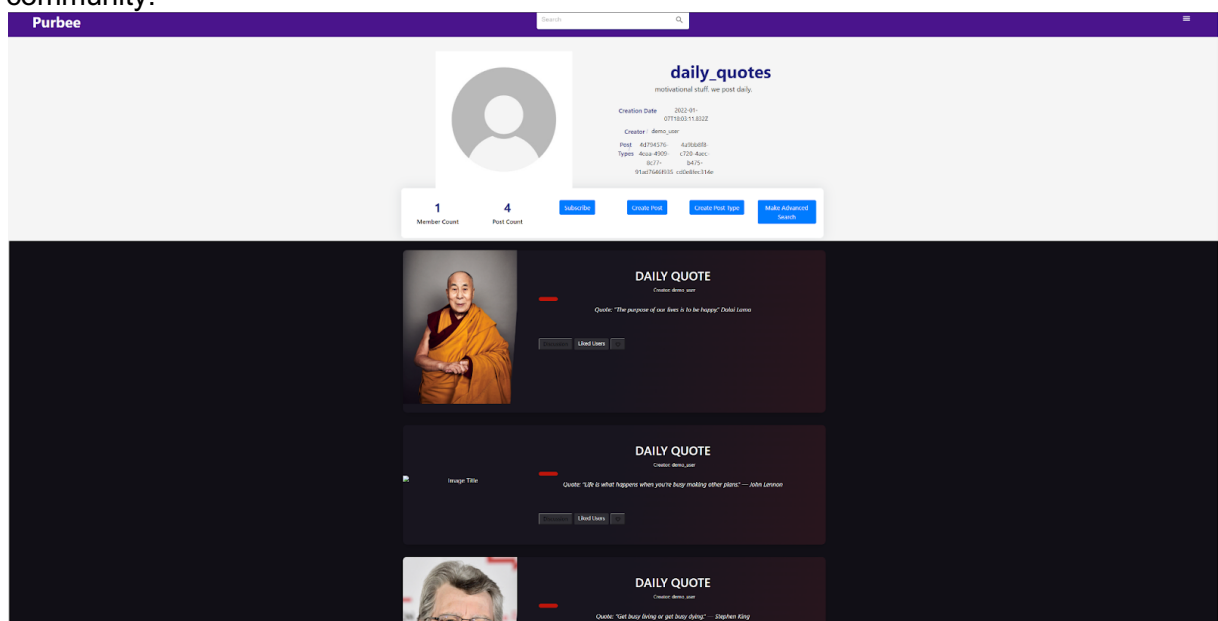 community.
Purbee
Search
daily_quotes
motivational stuff. we post daily.
Creation Date 2022-01-
07T18:03:11.932Z
Creator demo_user
Post
Types
1
Member Count
4
Post Count
Subscribe
Create Post
Create Post Type
Make Advanced
Search
DAILY QUOTE
Creator: demo_user
Quote: "The purpose of our lives is to be happy." Dalai Lama
Liked Users
Image Title
DAILY QUOTE
Creator: demo_user
Quote: "Life is what happens when you're busy making other plans." — John Lennon
Liked Users
DAILY QUOTE
Creator: demo_user
Quote: "Get busy living or get busy dying." — Stephen King